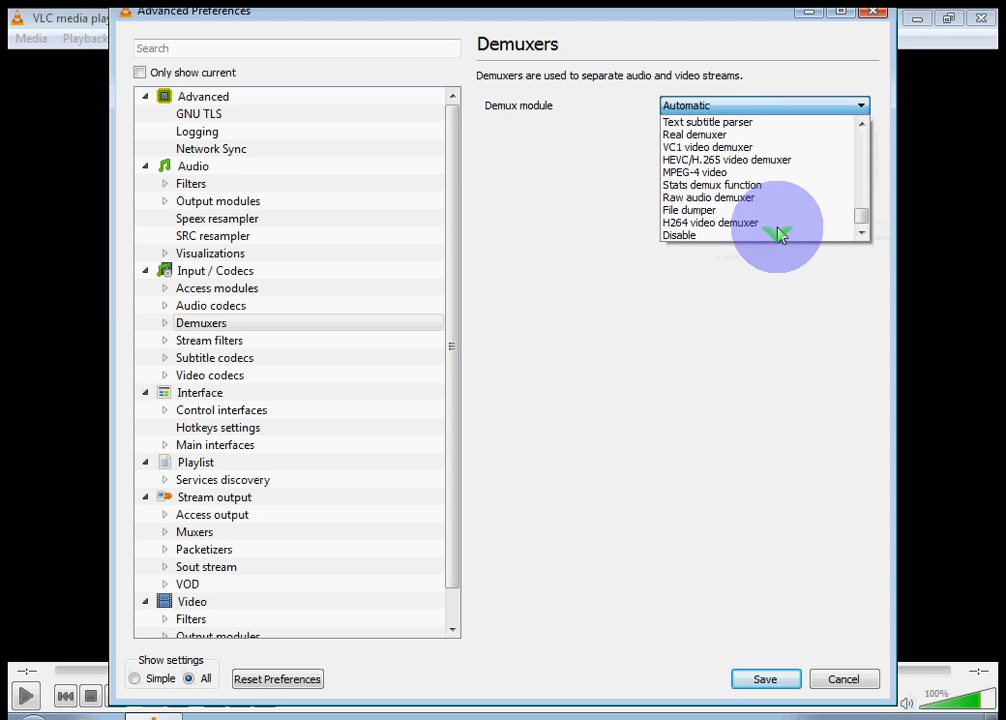 Advanced Preferences
VLC media play
Media Playback
Search
Only show current
Advanced
GNU TLS
Logging
Network Sync
Audio
Filters
Output modules
Speex resampler
SRC resampler
Visualizations
Input / Codecs
Access modules
Audio codecs
Demuxers
Stream filters
Subtitle codecs
Video codecs
Interface
Control interfaces
Hotkeys settings
Main interfaces
Playlist
Services discovery
Stream output
Access output
Muxers
Packetizers
Sout stream
VOD
Video
Filters
Output modules
Demuxers
Demuxers are used to separate audio and video streams.
Demux module
Automatic
Text subtitle parser
Real demuxer
VC1 video demuxer
HEVC/H.265 video demuxer
MPEG-4 video
Stats demux function
Raw audio demuxer
File dumper
H264 video demuxer
Disable
Show settings
Simple All
Reset Preferences
Save
Cancel
-:--
-:--
100%